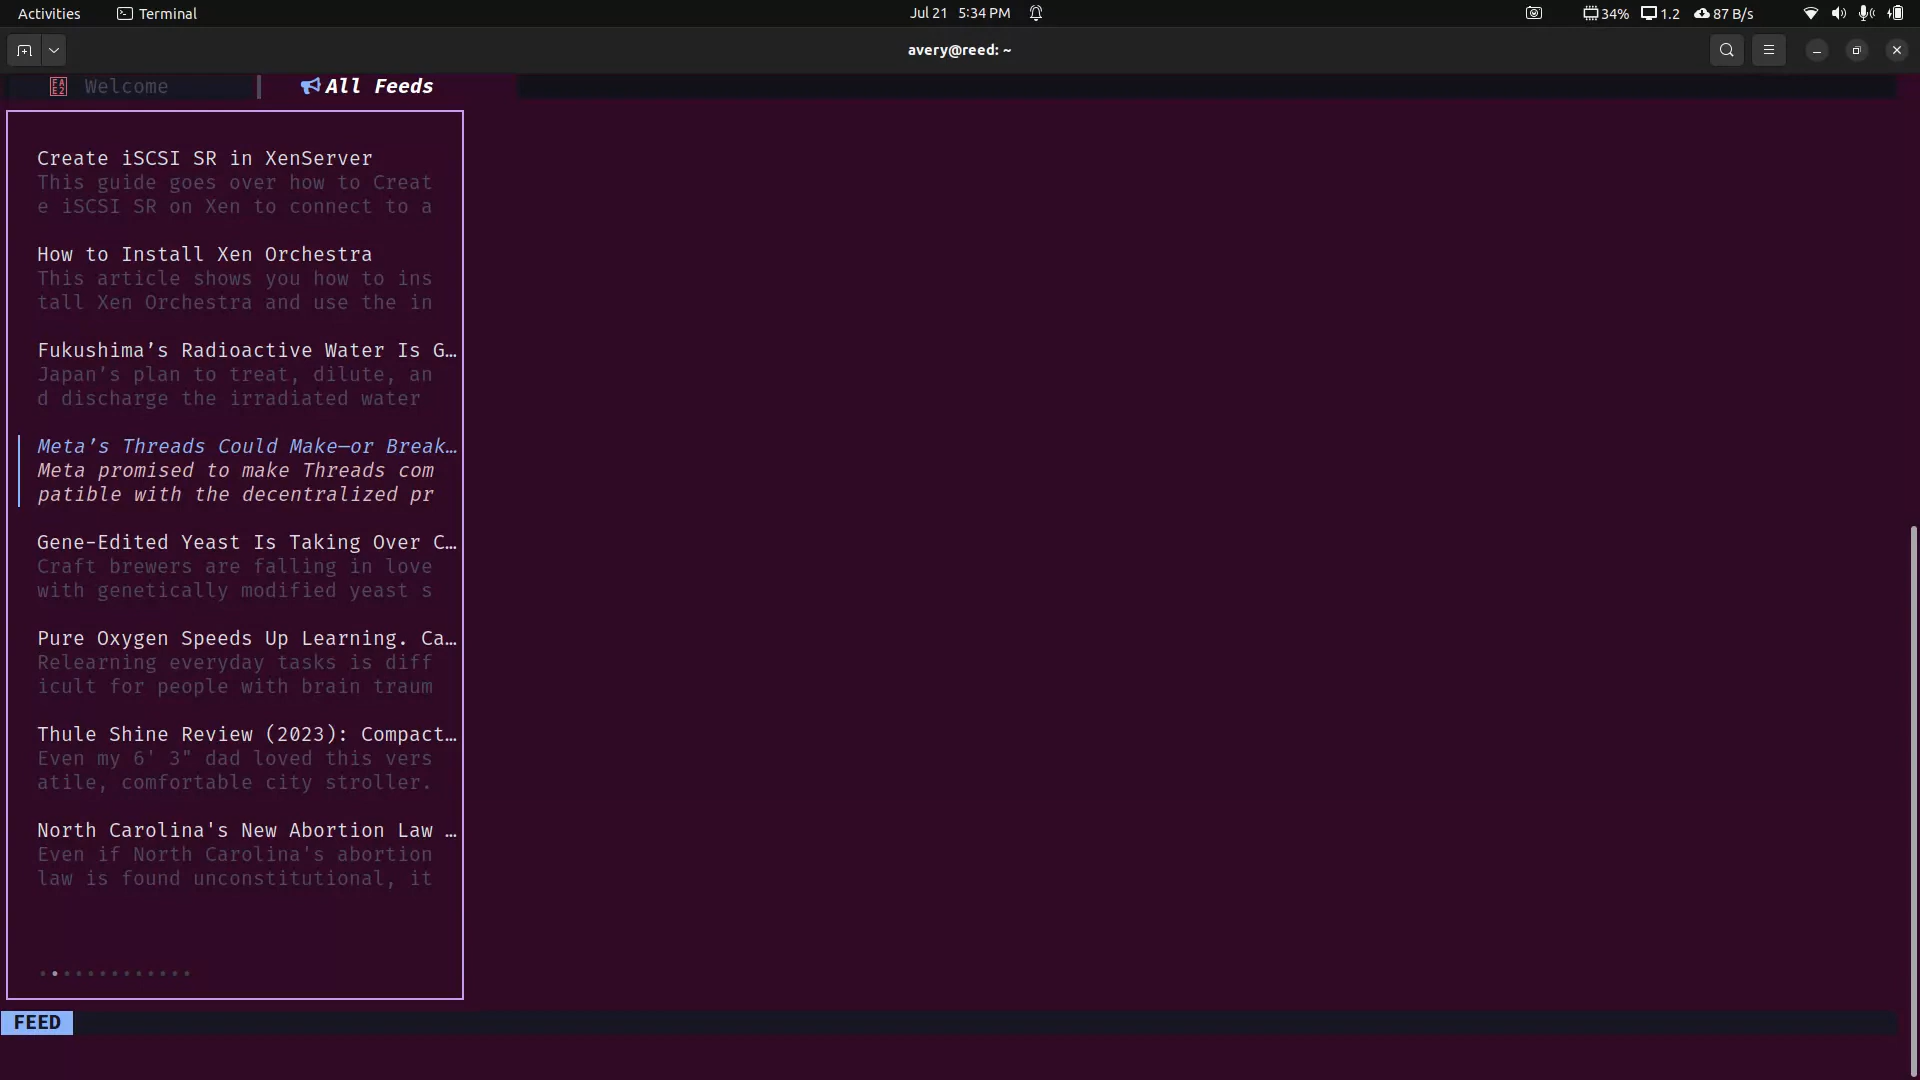 Activities Terminal Jul 21 5:34 PM 34% 1.2 87 B/s
avery@reed: ~
Welcome All Feeds
Create iSCSI SR in XenServer
This guide goes over how to Creat
e iSCSI SR on Xen to connect to a
How to Install Xen Orchestra
This article shows you how to ins
tall Xen Orchestra and use the in
Fukushima’s Radioactive Water Is G…
Japan's plan to treat, dilute, an
d discharge the irradiated water
Meta’s Threads Could Make—or Break…
Meta promised to make Threads com
patible with the decentralized pr
Gene-Edited Yeast Is Taking Over C…
Craft brewers are falling in love
with genetically modified yeast s
Pure Oxygen Speeds Up Learning. Ca…
Relearning everyday tasks is diff
icult for people with brain traum
Thule Shine Review (2023): Compact…
Even my 6' 3" dad loved this vers
atile, comfortable city stroller.
North Carolina's New Abortion Law …
Even if North Carolina's abortion
law is found unconstitutional, it
FEED